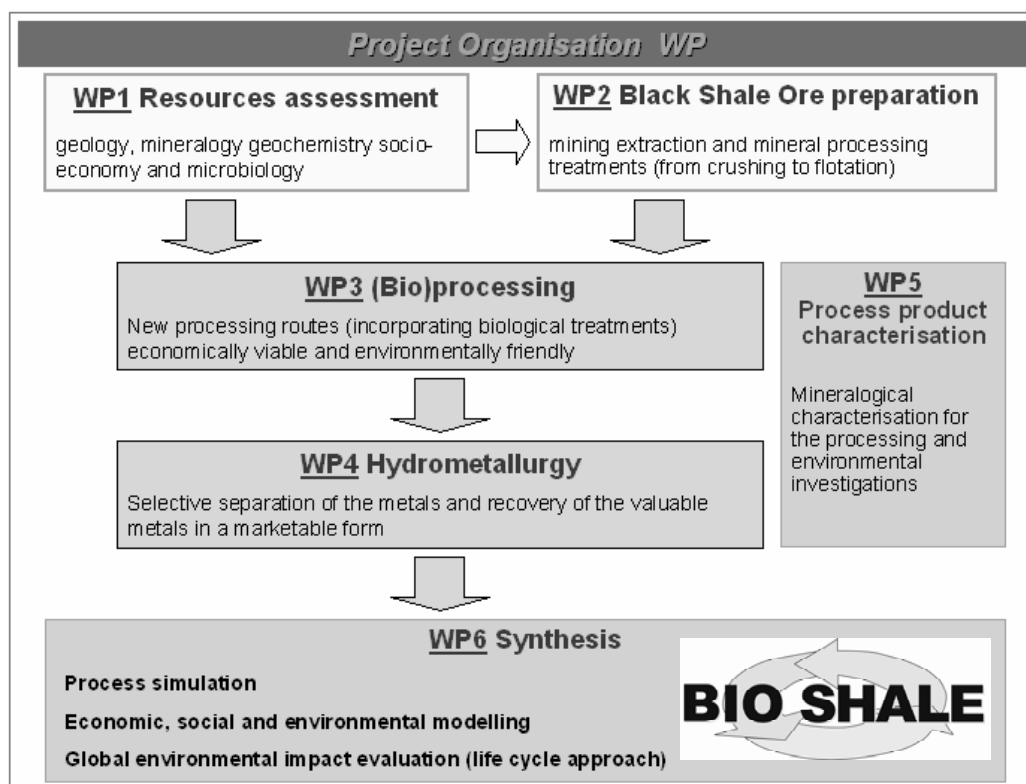 Project Organisation WP
WP1 Resources assessment
geology, mineralogy geochemistry socio-
economy and microbiology
WP2 Black Shale Ore preparation
mining extraction and mineral processing
treatments (from crushing to flotation)
WP3 (Bio)processing
New processing routes (incorporating biological treatments)
economically viable and environmentally friendly
WP5
Process product
characterisation
Mineralogical
characterisation for
the processing and
environmental
investigations
WP4 Hydrometallurgy
Selective separation of the metals and recovery of the valuable
metals in a marketable form
WP6 Synthesis
Process simulation
Economic, social and environmental modelling
Global environmental impact evaluation (life cycle approach)
BIO SHALE